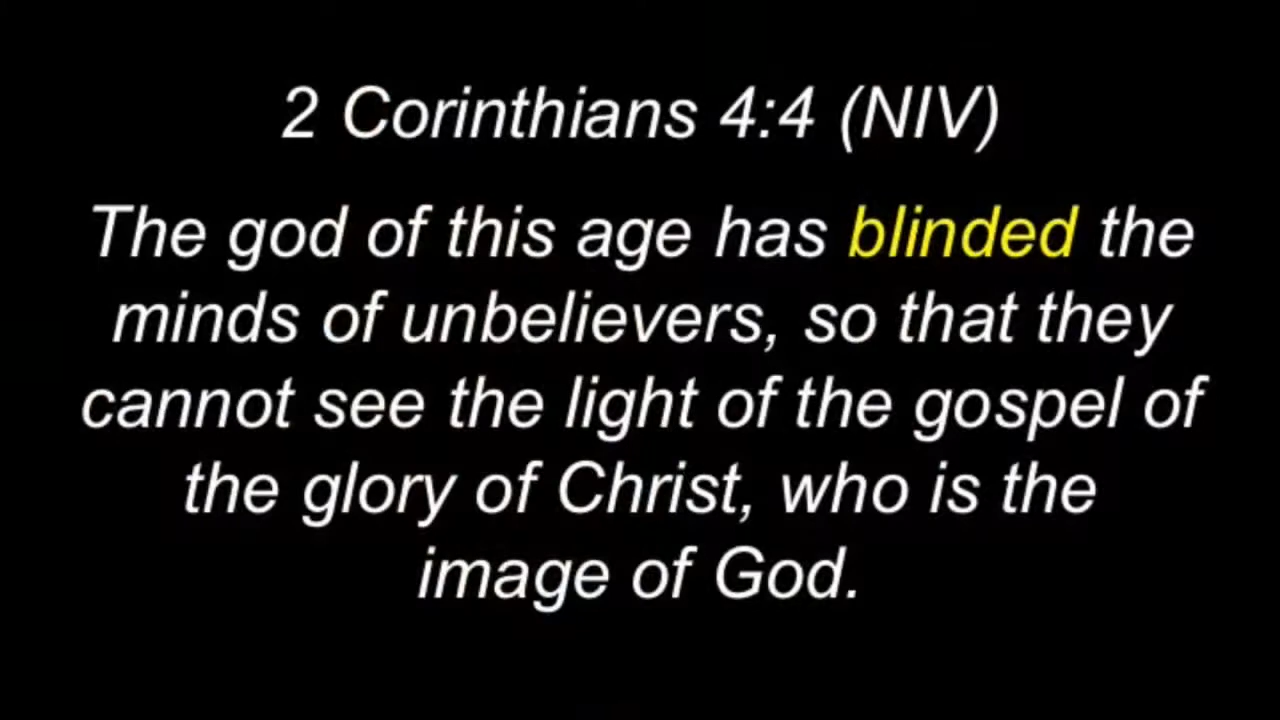 2 Corinthians 4:4 (NIV)
The god of this age has blinded the
minds of unbelievers, so that they
cannot see the light of the gospel of
the glory of Christ, who is the
image of God.